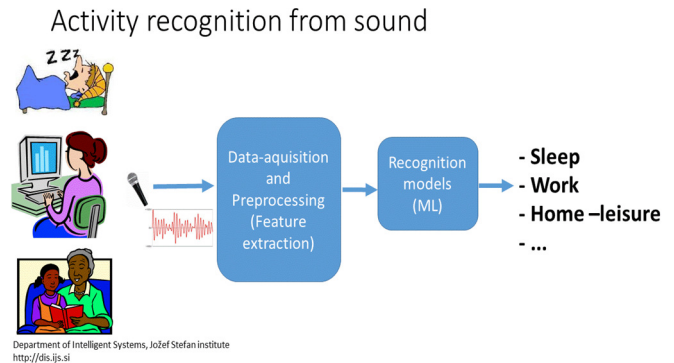 Activity recognition from sound
Z Z Z
Data-aquisition
and
Preprocessing
(Feature
extraction)
Recognition
models
(ML)
- Sleep
- Work
- Home –leisure
- ...
Department of Intelligent Systems, Jožef Stefan institute
http://dis.ijs.si